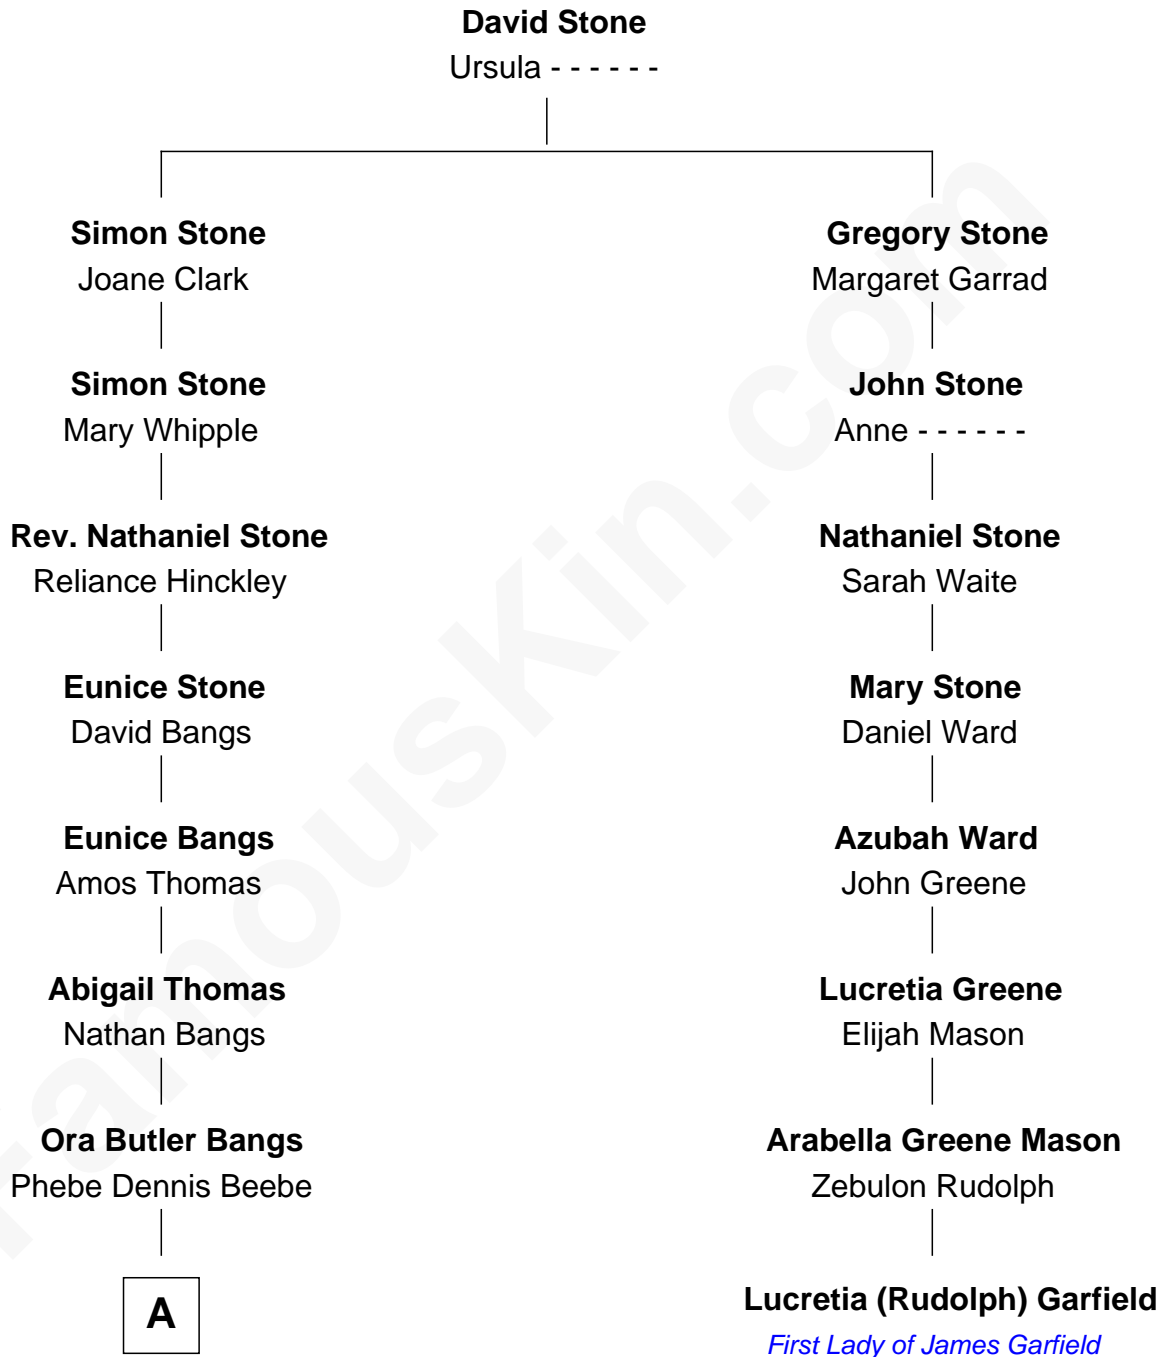 David Stone
Ursula - - - - - -
Simon Stone
Joane Clark
Gregory Stone
Margaret Garrad
Simon Stone
Mary Whipple
John Stone
Anne - - - - - -
Rev. Nathaniel Stone
Reliance Hinckley
Nathaniel Stone
Sarah Waite
Eunice Stone
David Bangs
Mary Stone
Daniel Ward
Eunice Bangs
Amos Thomas
Azubah Ward
John Greene
Abigail Thomas
Nathan Bangs
Lucretia Greene
Elijah Mason
Ora Butler Bangs
Phebe Dennis Beebe
Arabella Greene Mason
Zebulon Rudolph
A
Lucretia (Rudolph) Garfield
First Lady of James Garfield
FamousKin.com